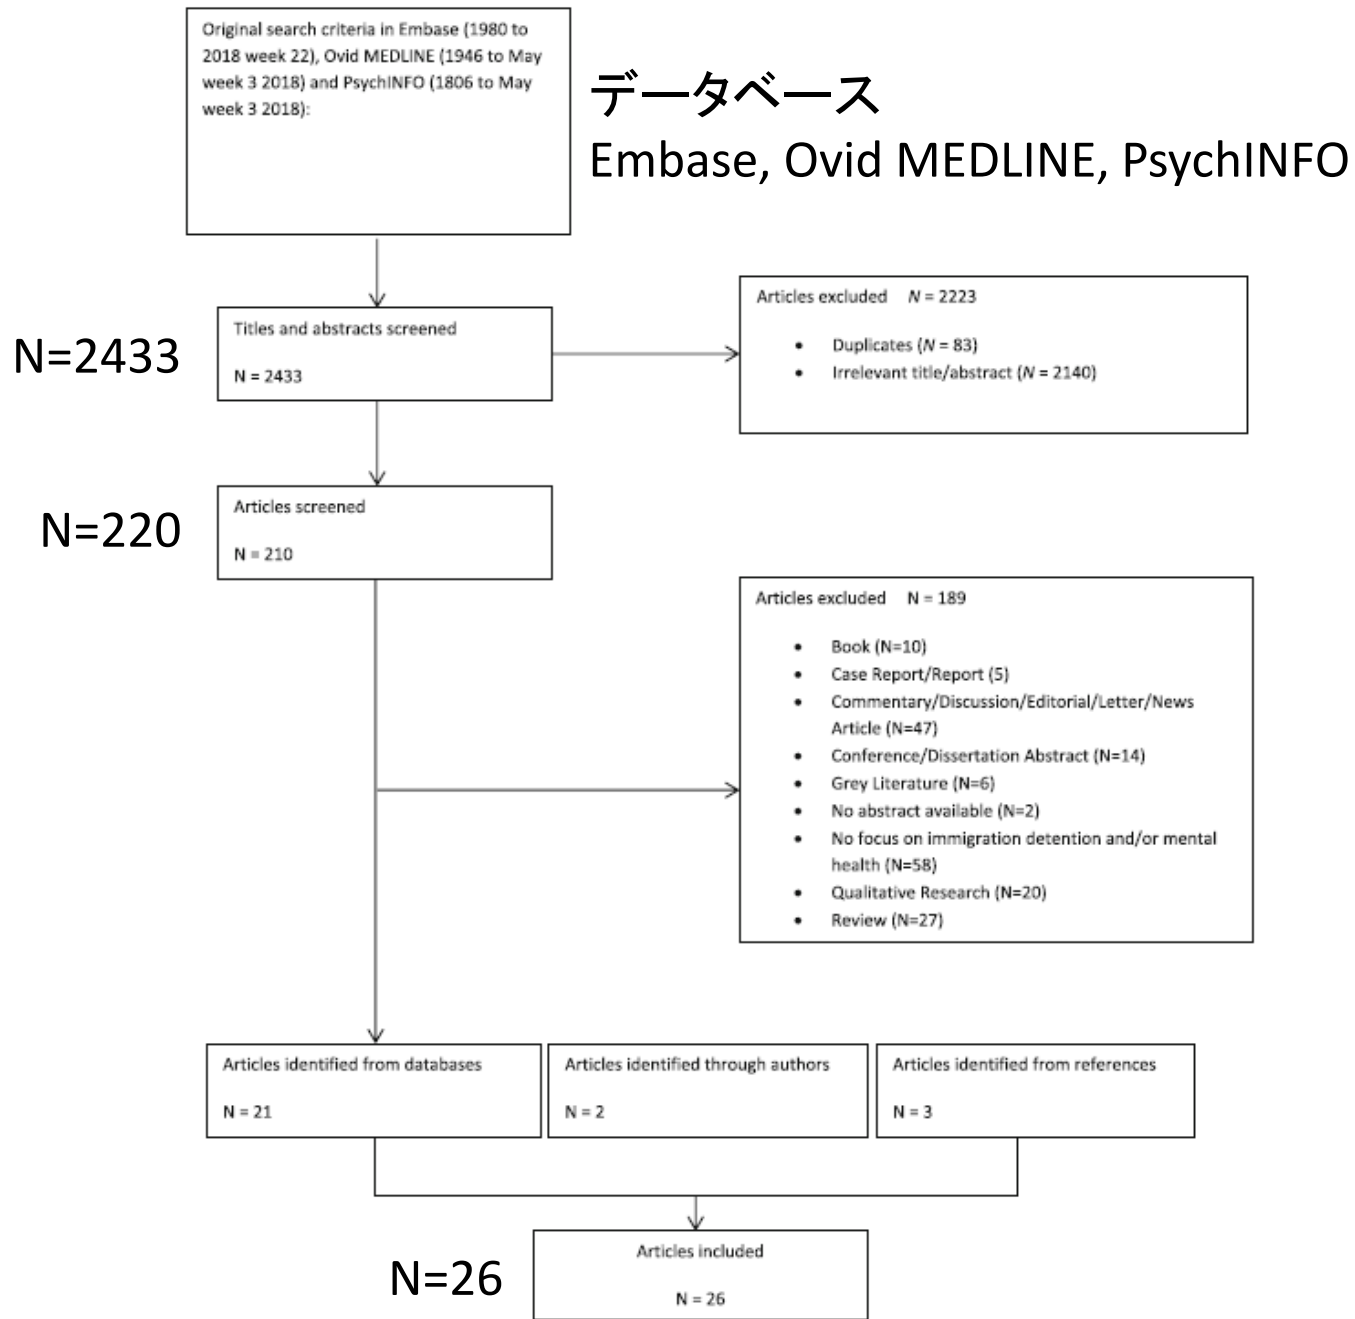 Original search criteria in Embase (1980 to
2018 week 22), Ovid MEDLINE (1946 to May
week 3 2018) and PsychINFO (1806 to May
week 3 2018):
データベース
Embase, Ovid MEDLINE, PsychINFO
N=2433
Titles and abstracts screened
N = 2433
Articles excluded N = 2223
• Duplicates (N = 83)
• Irrelevant title/abstract (N = 2140)
N=220
Articles screened
N = 210
Articles excluded N = 189
• Book (N=10)
• Case Report/Report (5)
• Commentary/Discussion/Editorial/Letter/News
Article (N=47)
• Conference/Dissertation Abstract (N=14)
• Grey Literature (N=6)
• No abstract available (N=2)
• No focus on immigration detention and/or mental
health (N=58)
• Qualitative Research (N=20)
• Review (N=27)
Articles identified from databases
N = 21
Articles identified through authors
N = 2
Articles identified from references
N = 3
N=26
Articles included
N = 26